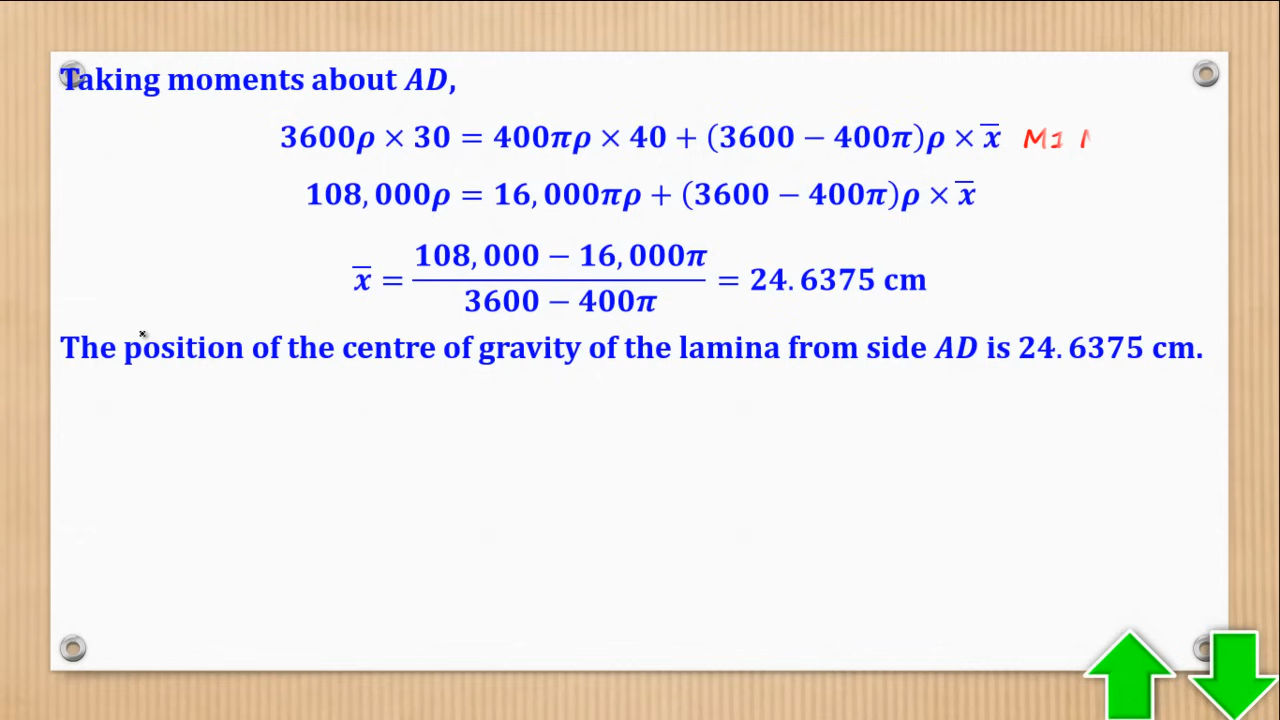 Taking moments about AD,
3600ρ × 30 = 400πρ × 40 + (3600 − 400π)ρ × x̅ M1
108,000ρ = 16,000πρ + (3600 − 400π)ρ × x̅
x̅ = (108,000 − 16,000π)/(3600 − 400π) = 24.6375 cm
The position of the centre of gravity of the lamina from side AD is 24.6375 cm.